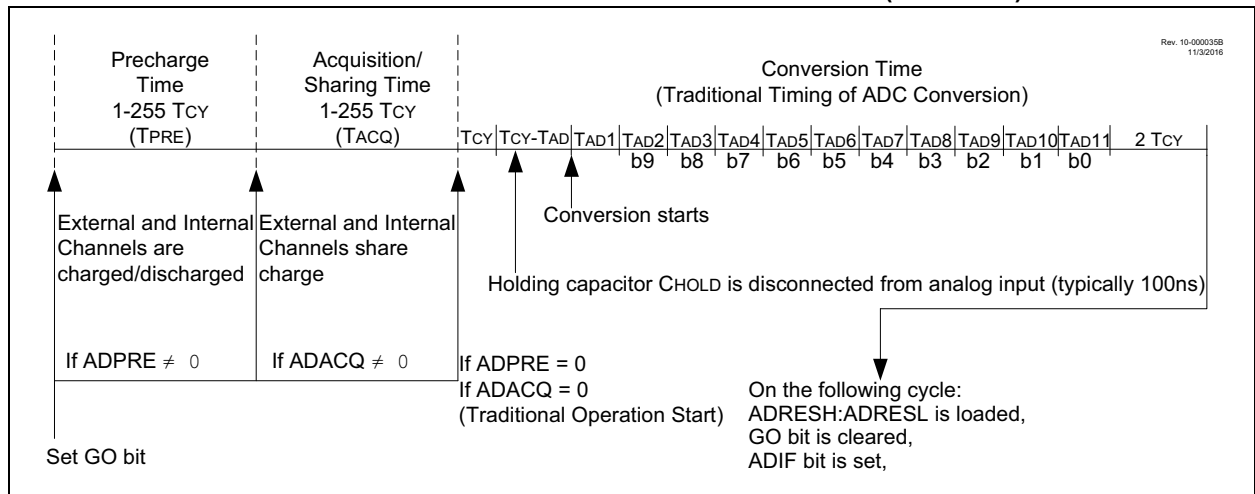 Rev. 10-000035B
11/3/2016
Precharge
Time
1-255 TCY
(TPRE)
Acquisition/
Sharing Time
1-255 TCY
(TACQ)
Conversion Time
(Traditional Timing of ADC Conversion)
TCY TCY-TAD TAD1 TAD2 TAD3 TAD4 TAD5 TAD6 TAD7 TAD8 TAD9 TAD10 TAD11 2 TCY
b9 b8 b7 b6 b5 b4 b3 b2 b1 b0
External and Internal
Channels are
charged/discharged
External and Internal
Channels share
charge
Conversion starts
Holding capacitor CHOLD is disconnected from analog input (typically 100ns)
If ADPRE ≠ 0
If ADACQ ≠ 0
If ADPRE = 0
If ADACQ = 0
(Traditional Operation Start)
On the following cycle:
ADRESH:ADRESL is loaded,
GO bit is cleared,
ADIF bit is set,
Set GO bit